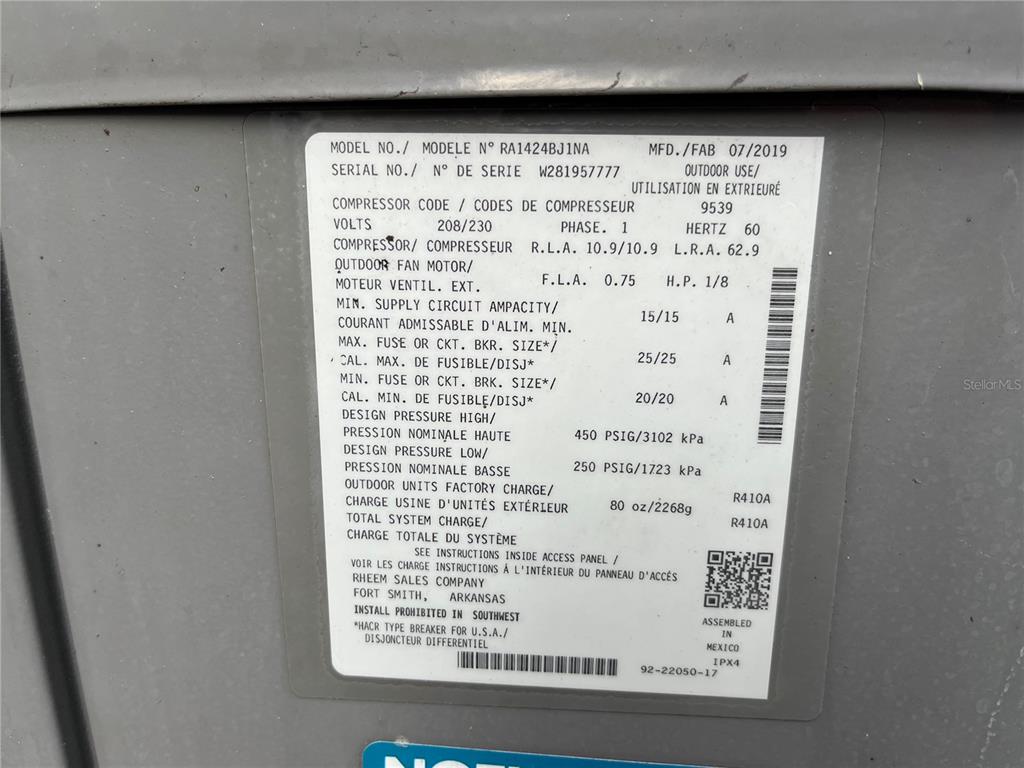 MODEL NO./ MODELE N° RA1424BJ1NA MFD./FAB 07/2019
SERIAL NO./ N° DE SERIE W281957777 OUTDOOR USE/
UTILISATION EN EXTRIEURÉ
COMPRESSOR CODE / CODES DE COMPRESSEUR 9539
VOLTS 208/230 PHASE. 1 HERTZ 60
COMPRESSOR/ COMPRESSEUR R.L.A. 10.9/10.9 L.R.A. 62.9
OUTDOOR FAN MOTOR/
MOTEUR VENTIL. EXT. F.L.A. 0.75 H.P. 1/8
MIN. SUPPLY CIRCUIT AMPACITY/
COURANT ADMISSABLE D'ALIM. MIN. 15/15 A
MAX. FUSE OR CKT. BKR. SIZE*/
CAL. MAX. DE FUSIBLE/DISJ* 25/25 A
MIN. FUSE OR CKT. BRK. SIZE*/
CAL. MIN. DE FUSIBLE/DISJ* 20/20 A
DESIGN PRESSURE HIGH/
PRESSION NOMINALE HAUTE 450 PSIG/3102 kPa
DESIGN PRESSURE LOW/
PRESSION NOMINALE BASSE 250 PSIG/1723 kPa
OUTDOOR UNITS FACTORY CHARGE/
CHARGE USINE D'UNITÉS EXTÉRIEUR 80 oz/2268g R410A
TOTAL SYSTEM CHARGE/ R410A
CHARGE TOTALE DU SYSTÈME
SEE INSTRUCTIONS INSIDE ACCESS PANEL /
VOIR LES CHARGE INSTRUCTIONS À L'INTÉRIEUR DU PANNEAU D'ACCÉS
RHEEM SALES COMPANY
FORT SMITH, ARKANSAS
INSTALL PROHIBITED IN SOUTHWEST
*HACR TYPE BREAKER FOR U.S.A./
DISJONCTEUR DIFFERENTIEL
ASSEMBLED
IN
MEXICO
IPX4
92-22050-17
StellarMLS